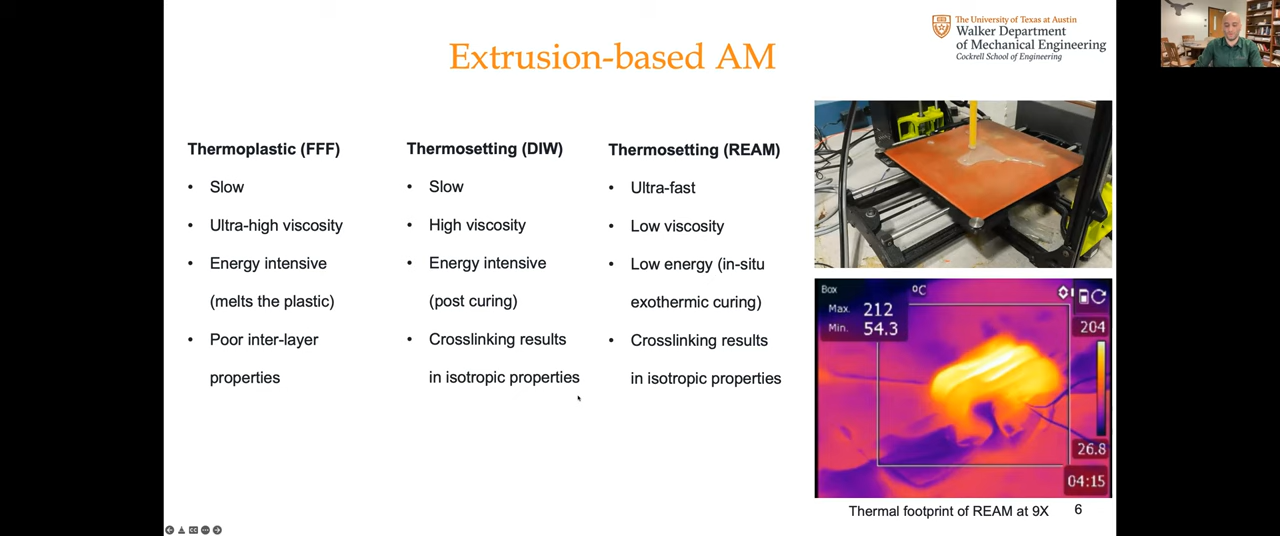 The University of Texas at Austin
Walker Department
of Mechanical Engineering
Cockrell School of Engineering
Extrusion-based AM
Thermoplastic (FFF)
• Slow
• Ultra-high viscosity
• Energy intensive
(melts the plastic)
• Poor inter-layer
properties
Thermosetting (DIW)
• Slow
• High viscosity
• Energy intensive
(post curing)
• Crosslinking results
in isotropic properties
Thermosetting (REAM)
• Ultra-fast
• Low viscosity
• Low energy (in-situ
exothermic curing)
• Crosslinking results
in isotropic properties
Box
Max. 212
Min. 54.3
ºC
204
26.8
04:15
Thermal footprint of REAM at 9X
6